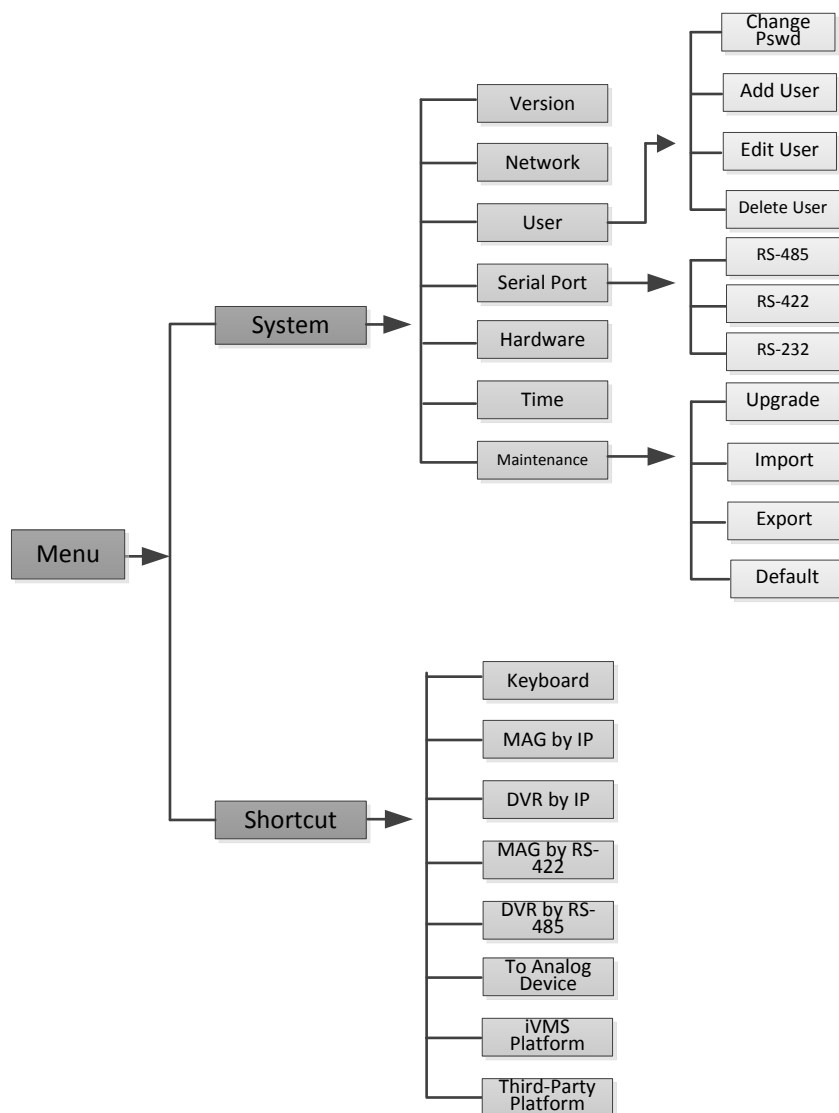 Menu
System
Version
Network
User
Change
Pswd
Add User
Edit User
Delete User
Serial Port
RS-485
RS-422
RS-232
Hardware
Time
Maintenance
Upgrade
Import
Export
Default
Shortcut
Keyboard
MAG by IP
DVR by IP
MAG by RS-
422
DVR by RS-
485
To Analog
Device
iVMS
Platform
Third-Party
Platform